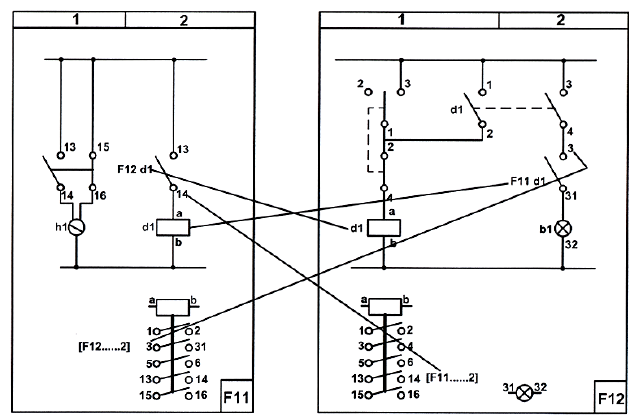 1 2
13 15 13
F12 d1
14 16 14
a
h1 d1
b
a b
1 2
[F12......2] 3 31
5 6
13 14
15 16
F11
1 2
2 3 1 3
d1
1 2 4
2 3
F11 d1
4 31
a
d1 b1
b 32
a b
1 2
3 4
5 6
13 14 [F11......2]
15 16
31 32
F12